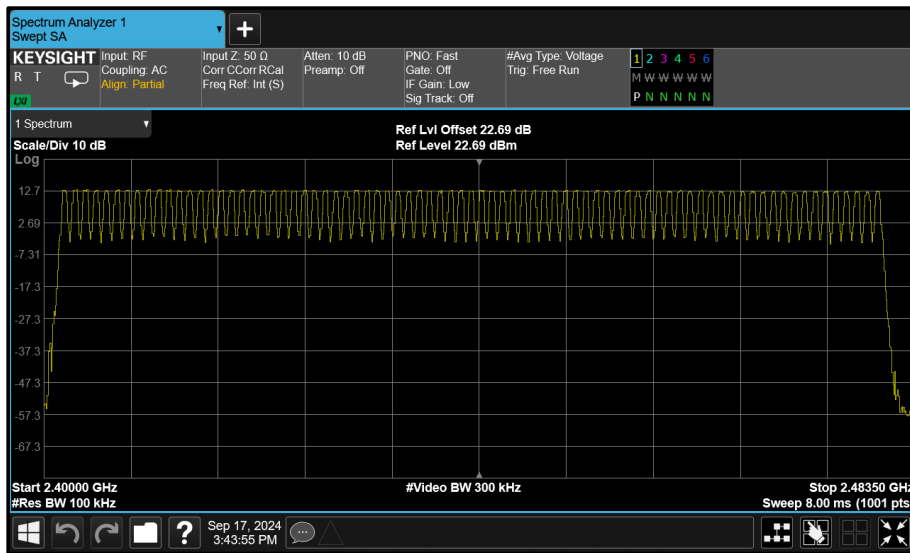 Spectrum Analyzer 1
Swept SA
KEYSIGHT
R T
LXI
Input: RF
Coupling: AC
Align: Partial
Input Z: 50 Ω
Corr CCorr RCal
Freq Ref: Int (S)
Atten: 10 dB
Preamp: Off
PNO: Fast
Gate: Off
IF Gain: Low
Sig Track: Off
#Avg Type: Voltage
Trig: Free Run
1 2 3 4 5 6
M W W W W W
P N N N N N
1 Spectrum
Scale/Div 10 dB
Ref Lvl Offset 22.69 dB
Ref Level 22.69 dBm
Log
12.7
2.69
-7.31
-17.3
-27.3
-37.3
-47.3
-57.3
-67.3
Start 2.40000 GHz
#Res BW 100 kHz
#Video BW 300 kHz
Stop 2.48350 GHz
Sweep 8.00 ms (1001 pts
Sep 17, 2024
3:43:55 PM